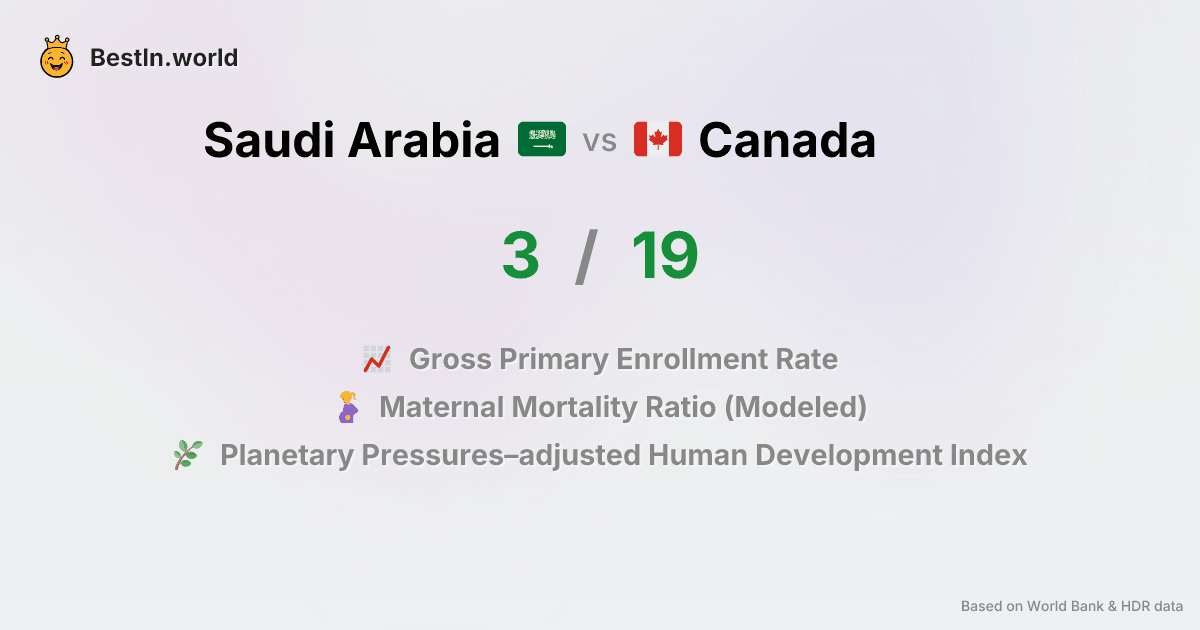 BestIn.world
Saudi Arabia vs Canada
3 / 19
Gross Primary Enrollment Rate
Maternal Mortality Ratio (Modeled)
Planetary Pressures–adjusted Human Development Index
Based on World Bank & HDR data